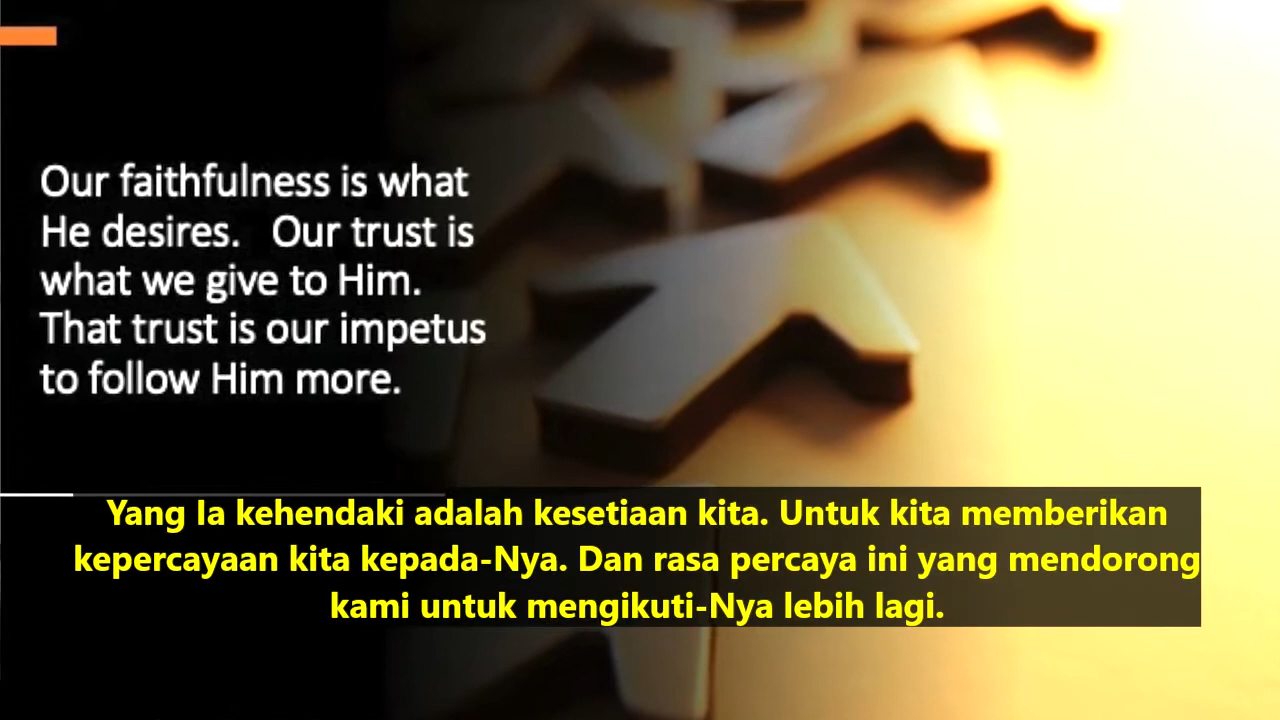 Our faithfulness is what
He desires.   Our trust is
what we give to Him.
That trust is our impetus
to follow Him more.
Yang Ia kehendaki adalah kesetiaan kita. Untuk kita memberikan
kepercayaan kita kepada-Nya. Dan rasa percaya ini yang mendorong
kami untuk mengikuti-Nya lebih lagi.